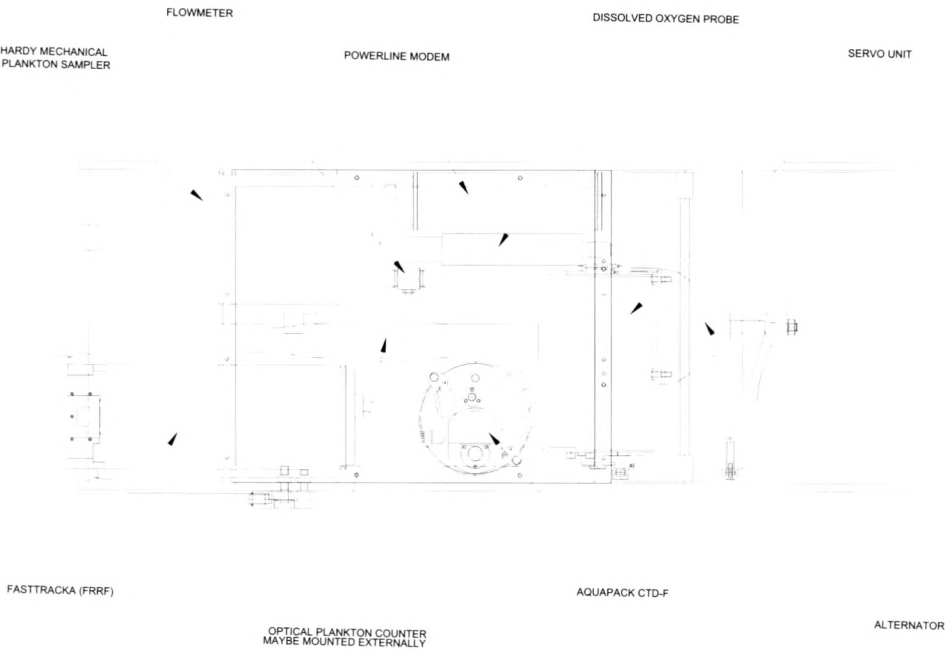 FLOWMETER
DISSOLVED OXYGEN PROBE
HARDY MECHANICAL
PLANKTON SAMPLER
POWERLINE MODEM
SERVO UNIT
FASTTRACKA (FRRF)
AQUAPACK CTD-F
OPTICAL PLANKTON COUNTER
MAYBE MOUNTED EXTERNALLY
ALTERNATOR